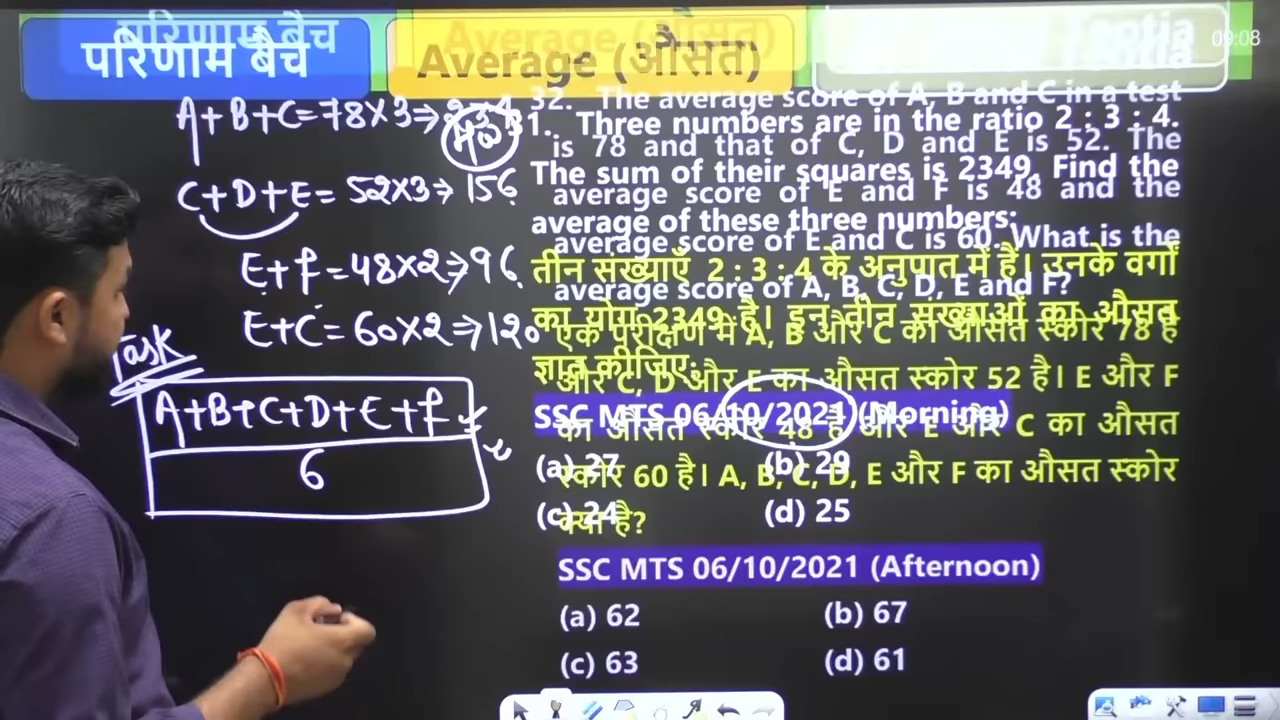 परिणाम बैच
Average (औसत)
09:08
A+B+C=78×3⇒234
40
C+D+E=52×3⇒156
E+f=48×2⇒96
E+C=60×2⇒120
Task
A+B+C+D+E+f
6
32. The average score of A, B and C in a test
is 78 and that of C, D and E is 52. The
average score of E and F is 48 and the
average score of E and C is 60. What is the
average score of A, B, C, D, E and F?
एक परीक्षण में A, B और C का औसत स्कोर 78 है
और C, D और E का औसत स्कोर 52 है। E और F
का औसत स्कोर 48 है और E और C का औसत
स्कोर 60 है। A, B, C, D, E और F का औसत स्कोर
क्या है?
SSC MTS 06/10/2021 (Afternoon)
(a) 62 (b) 67
(c) 63 (d) 61
31. Three numbers are in the ratio 2 : 3 : 4.
The sum of their squares is 2349. Find the
average of these three numbers:
तीन संख्याएँ 2 : 3 : 4 के अनुपात में है। उनके वर्गों
का योग 2349 है। इन तीन संख्याओं का औसत
ज्ञात कीजिए:
SSC MTS 06/10/2021 (Morning)
(a) 27 (b) 29
(c) 24 (d) 25